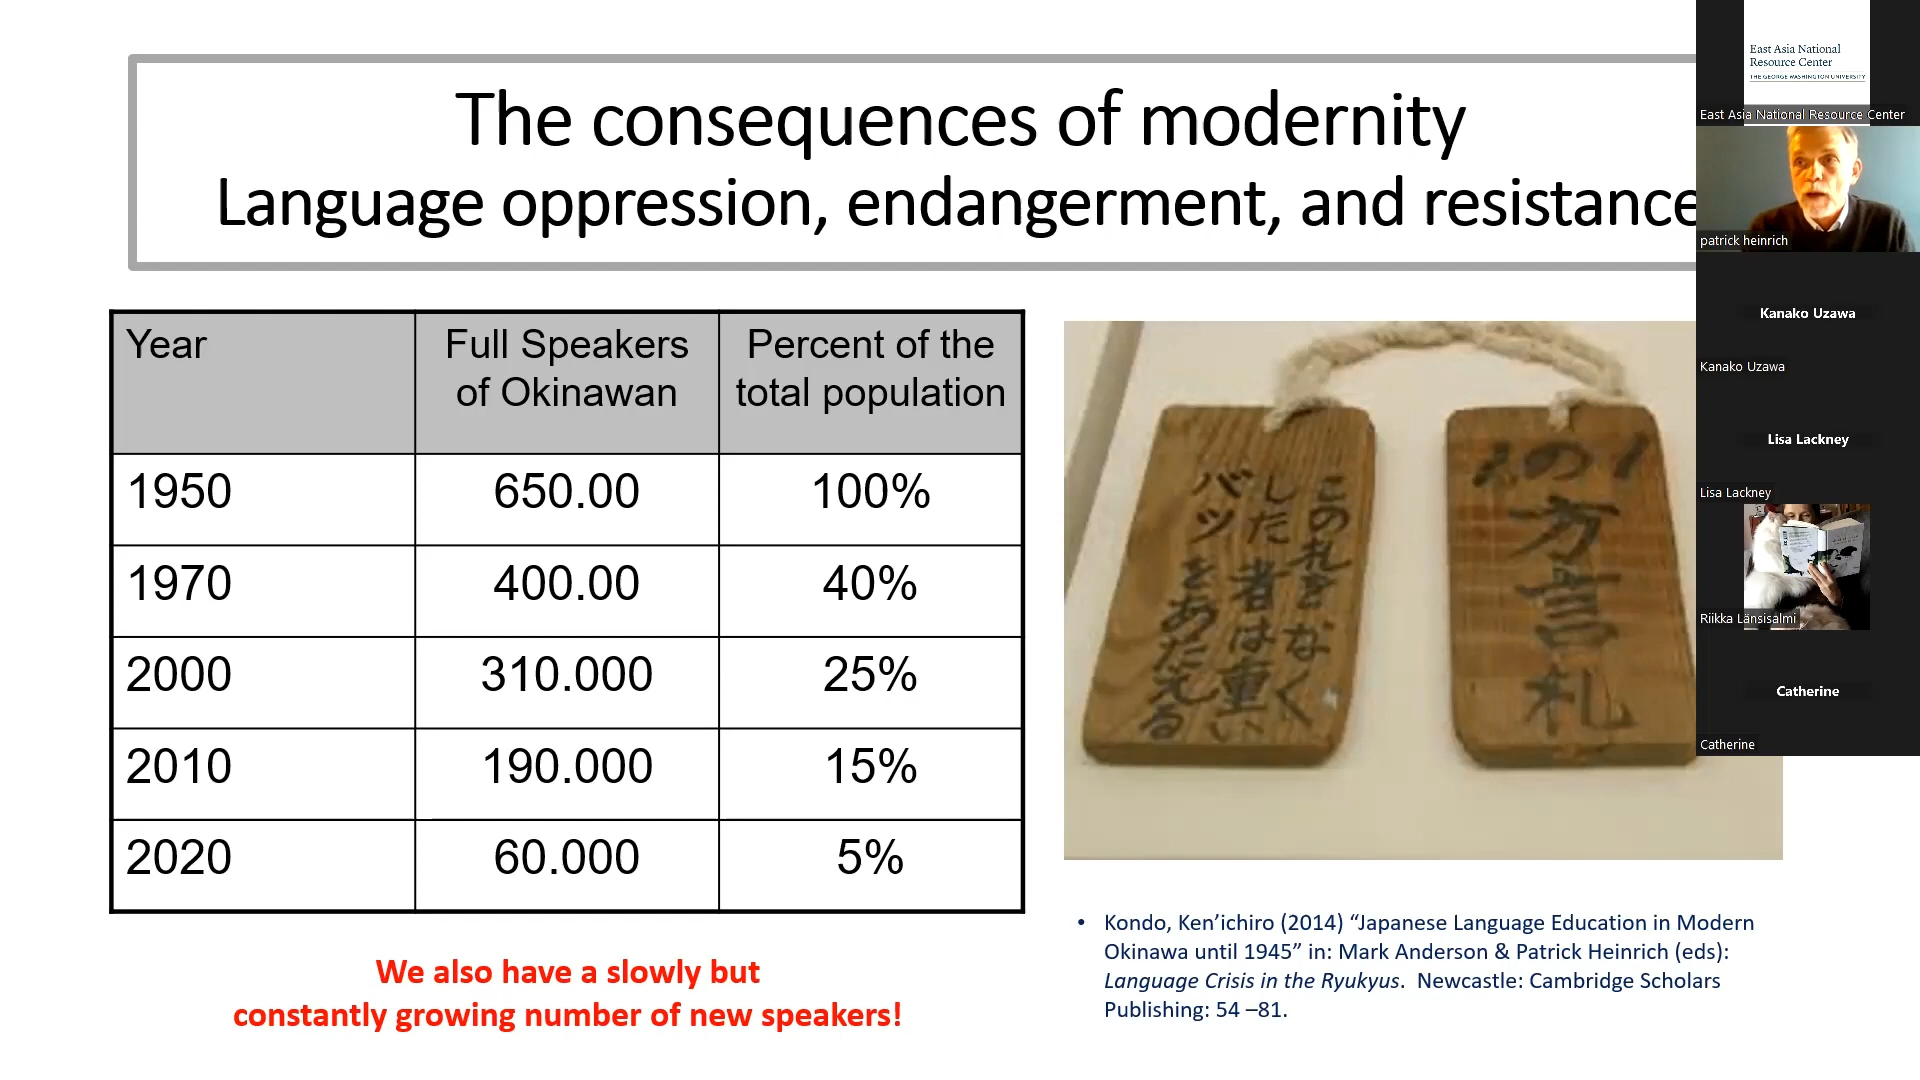 The consequences of modernity
Language oppression, endangerment, and resistance
Year
Full Speakers
of Okinawan
Percent of the
total population
1950
650.00
100%
1970
400.00
40%
2000
310.000
25%
2010
190.000
15%
2020
60.000
5%
We also have a slowly but
constantly growing number of new speakers!
この札をなく
した者は重い
バツをあたえる
方言札
• Kondo, Ken’ichiro (2014) “Japanese Language Education in Modern
Okinawa until 1945” in: Mark Anderson & Patrick Heinrich (eds):
Language Crisis in the Ryukyus. Newcastle: Cambridge Scholars
Publishing: 54 –81.
East Asia National
Resource Center
THE GEORGE WASHINGTON UNIVERSITY
East Asia National Resource Center
patrick heinrich
Kanako Uzawa
Kanako Uzawa
Lisa Lackney
Lisa Lackney
Riikka Länsisalmi
Catherine
Catherine